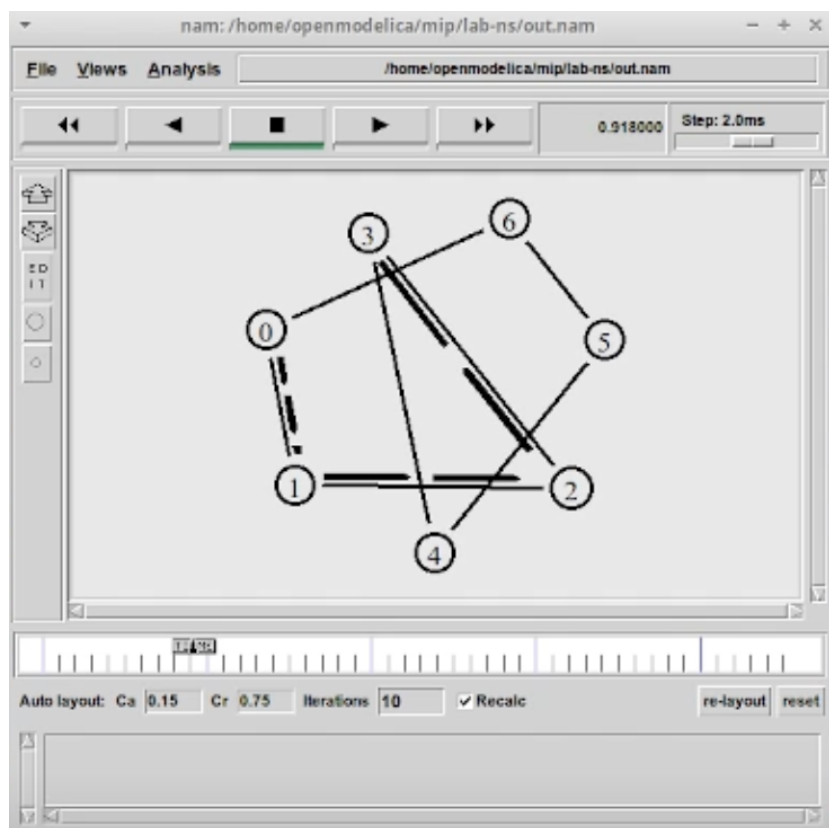 nam: /home/openmodelica/mip/lab-ns/out.nam
File Views Analysis /home/openmodelica/mip/lab-ns/out.nam
0.918000 Step: 2.0ms
E D
I T
3
6
0
5
1
2
4
TIME
Auto layout: Ca 0.15 Cr 0.75 Iterations 10 Recalc re-layout reset